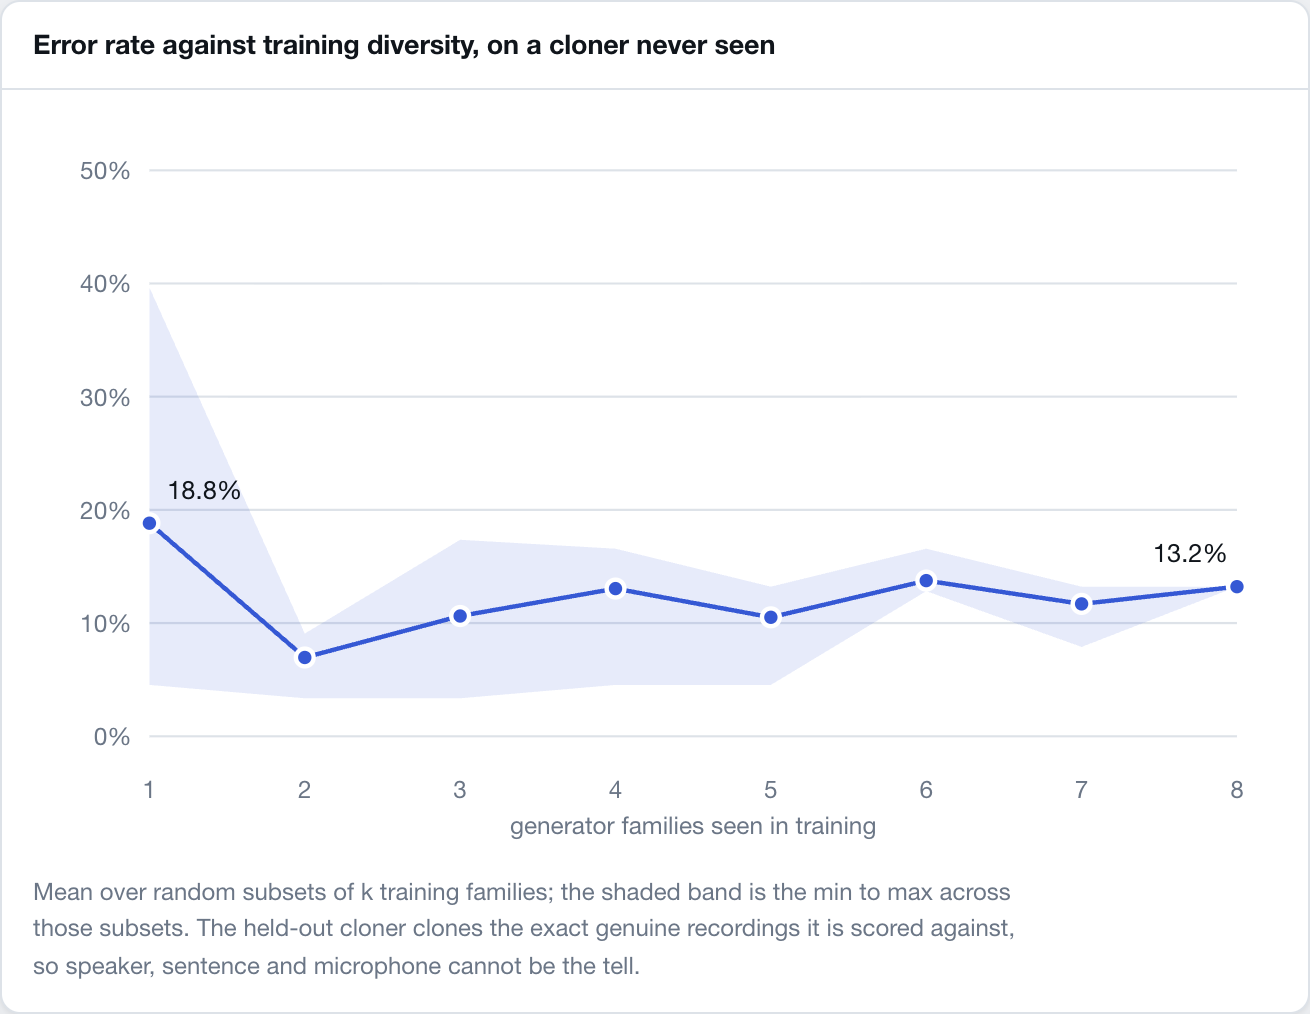 Error rate against training diversity, on a cloner never seen
50%
40%
30%
18.8%
20%
13.2%
10%
0%
1 2 3 4 5 6 7 8
generator families seen in training
Mean over random subsets of k training families; the shaded band is the min to max across
those subsets. The held-out cloner clones the exact genuine recordings it is scored against,
so speaker, sentence and microphone cannot be the tell.